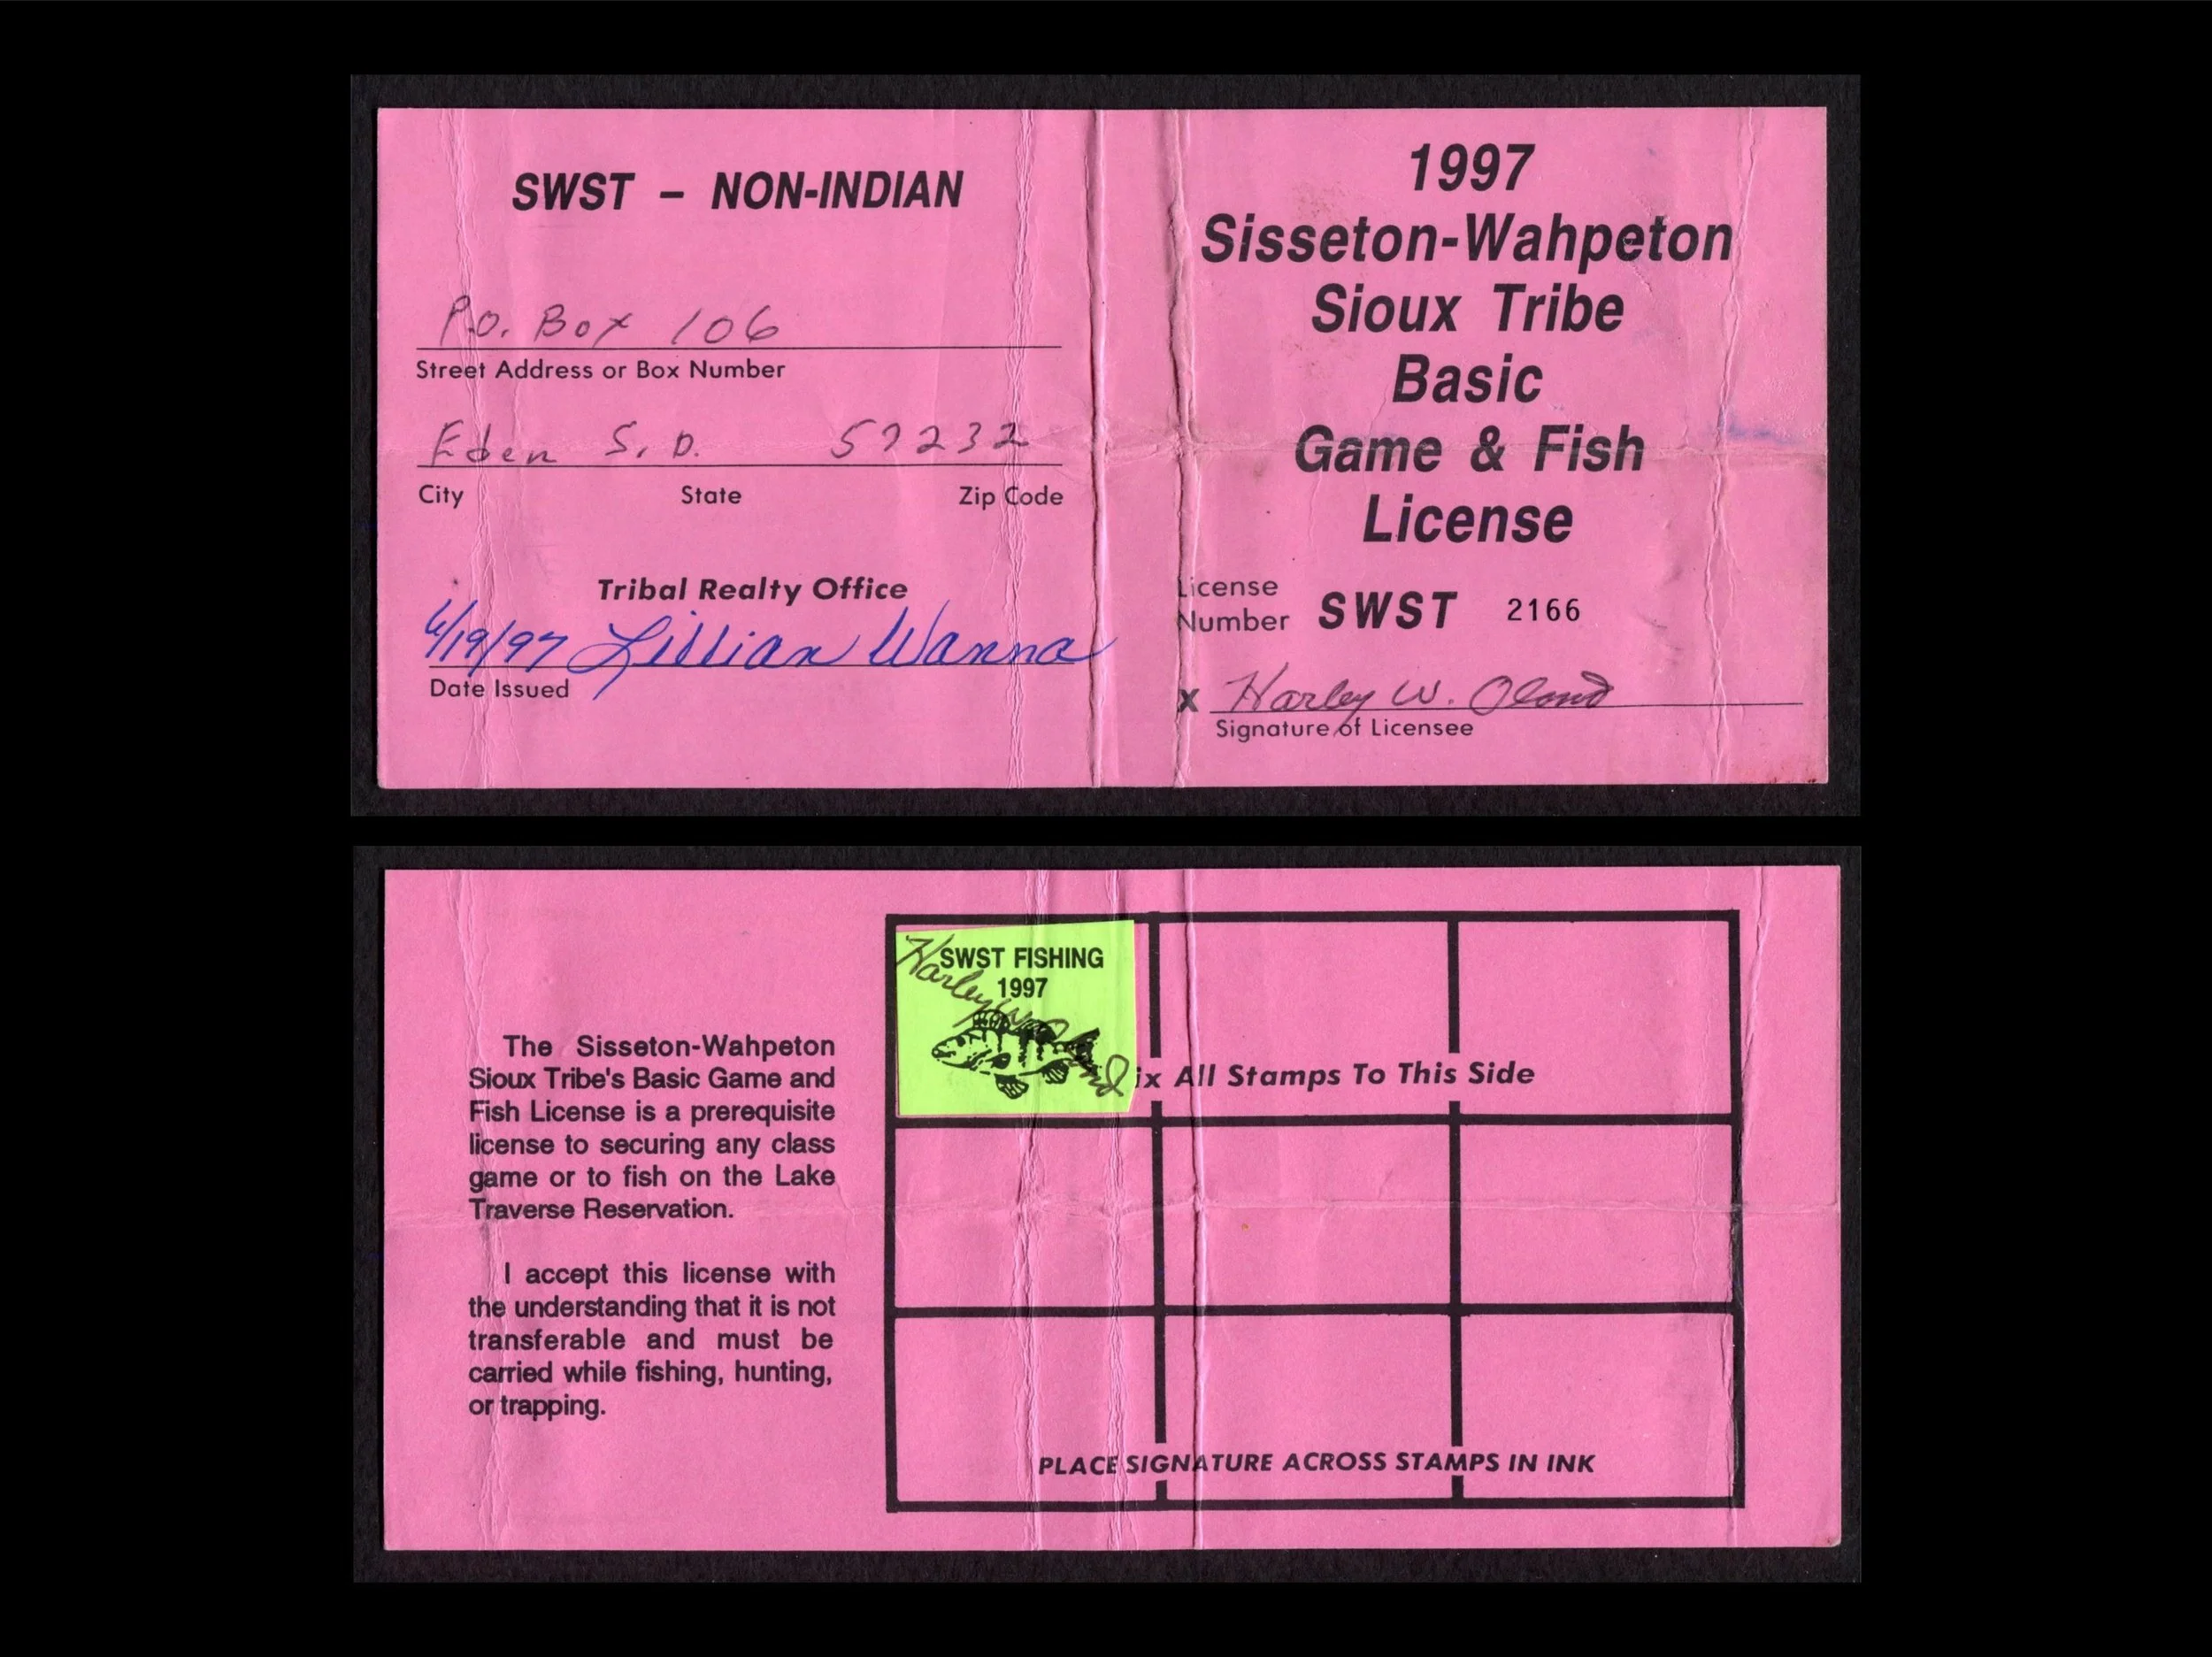 SWST – NON-INDIAN
P.O. Box 106
Street Address or Box Number
Eden S.D. 57232
City State Zip Code
Tribal Realty Office
6/19/97 Lillian Wanna
Date Issued
1997
Sisseton-Wahpeton
Sioux Tribe
Basic
Game & Fish
License
License
Number SWST 2166
X Harley W. Oland
Signature of Licensee
The Sisseton-Wahpeton
Sioux Tribe's Basic Game and
Fish License is a prerequisite
license to securing any class
game or to fish on the Lake
Traverse Reservation.
I accept this license with
the understanding that it is not
transferable and must be
carried while fishing, hunting,
or trapping.
SWST FISHING
1997
Harley W. Oland
ix All Stamps To This Side
PLACE SIGNATURE ACROSS STAMPS IN INK